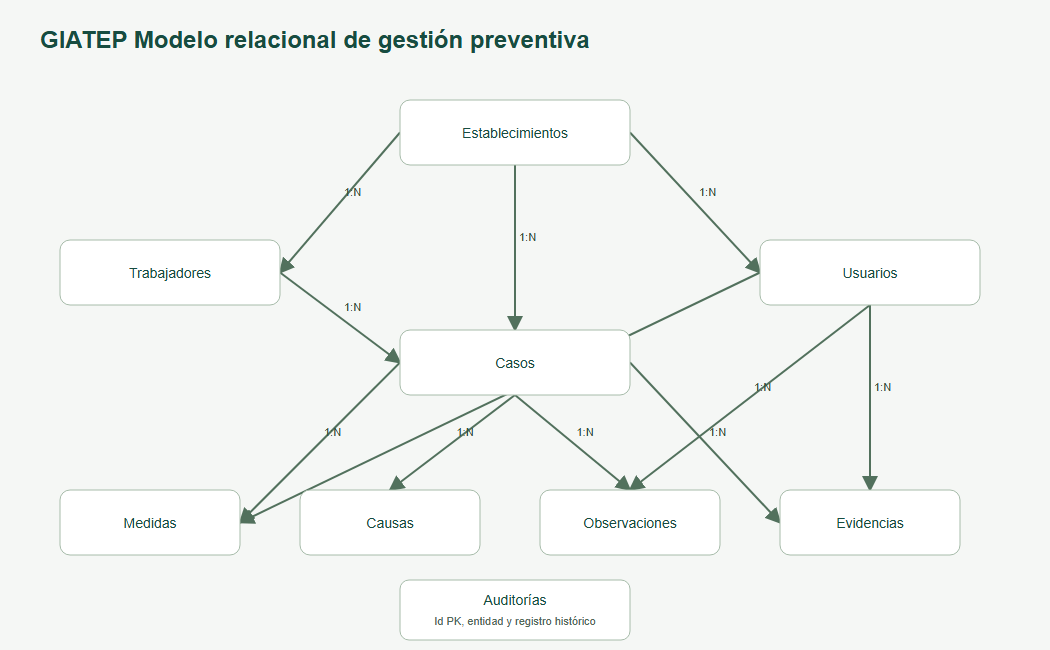 GIATEP Modelo relacional de gestión preventiva
Establecimientos
1:N
1:N
1:N
Trabajadores
Usuarios
1:N
Casos
1:N
1:N
1:N
1:N
1:N
1:N
Medidas
Causas
Observaciones
Evidencias
Auditorías
Id PK, entidad y registro histórico